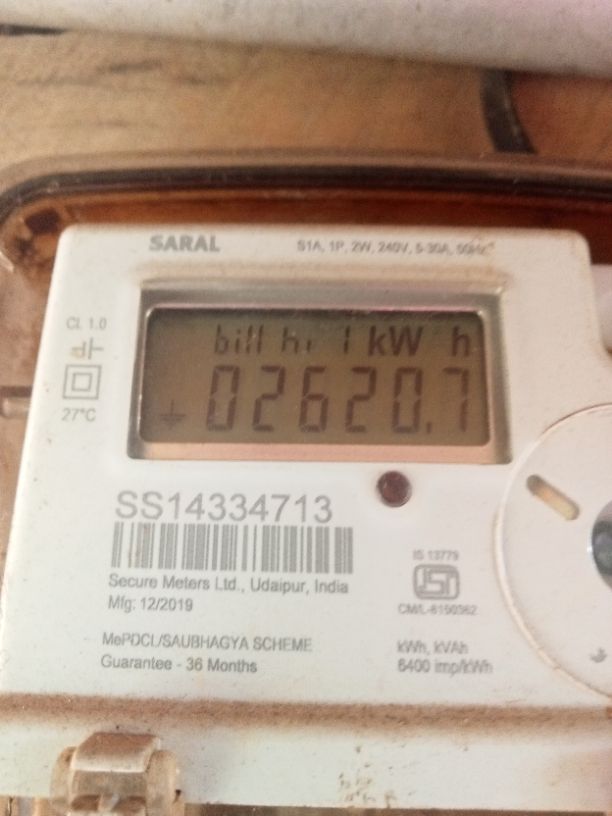 SARAL
S1A, 1P, 2W, 240V, 5-30A, 50Hz
CL 1.0
27°C
bill hi 1 kW h
02620.7
SS14334713
Secure Meters Ltd., Udaipur, India
Mfg: 12/2019
IS 13779
ISI
CM/L-8150362
MePDCL/SAUBHAGYA SCHEME
Guarantee - 36 Months
kWh, kVAh
6400 imp/kWh